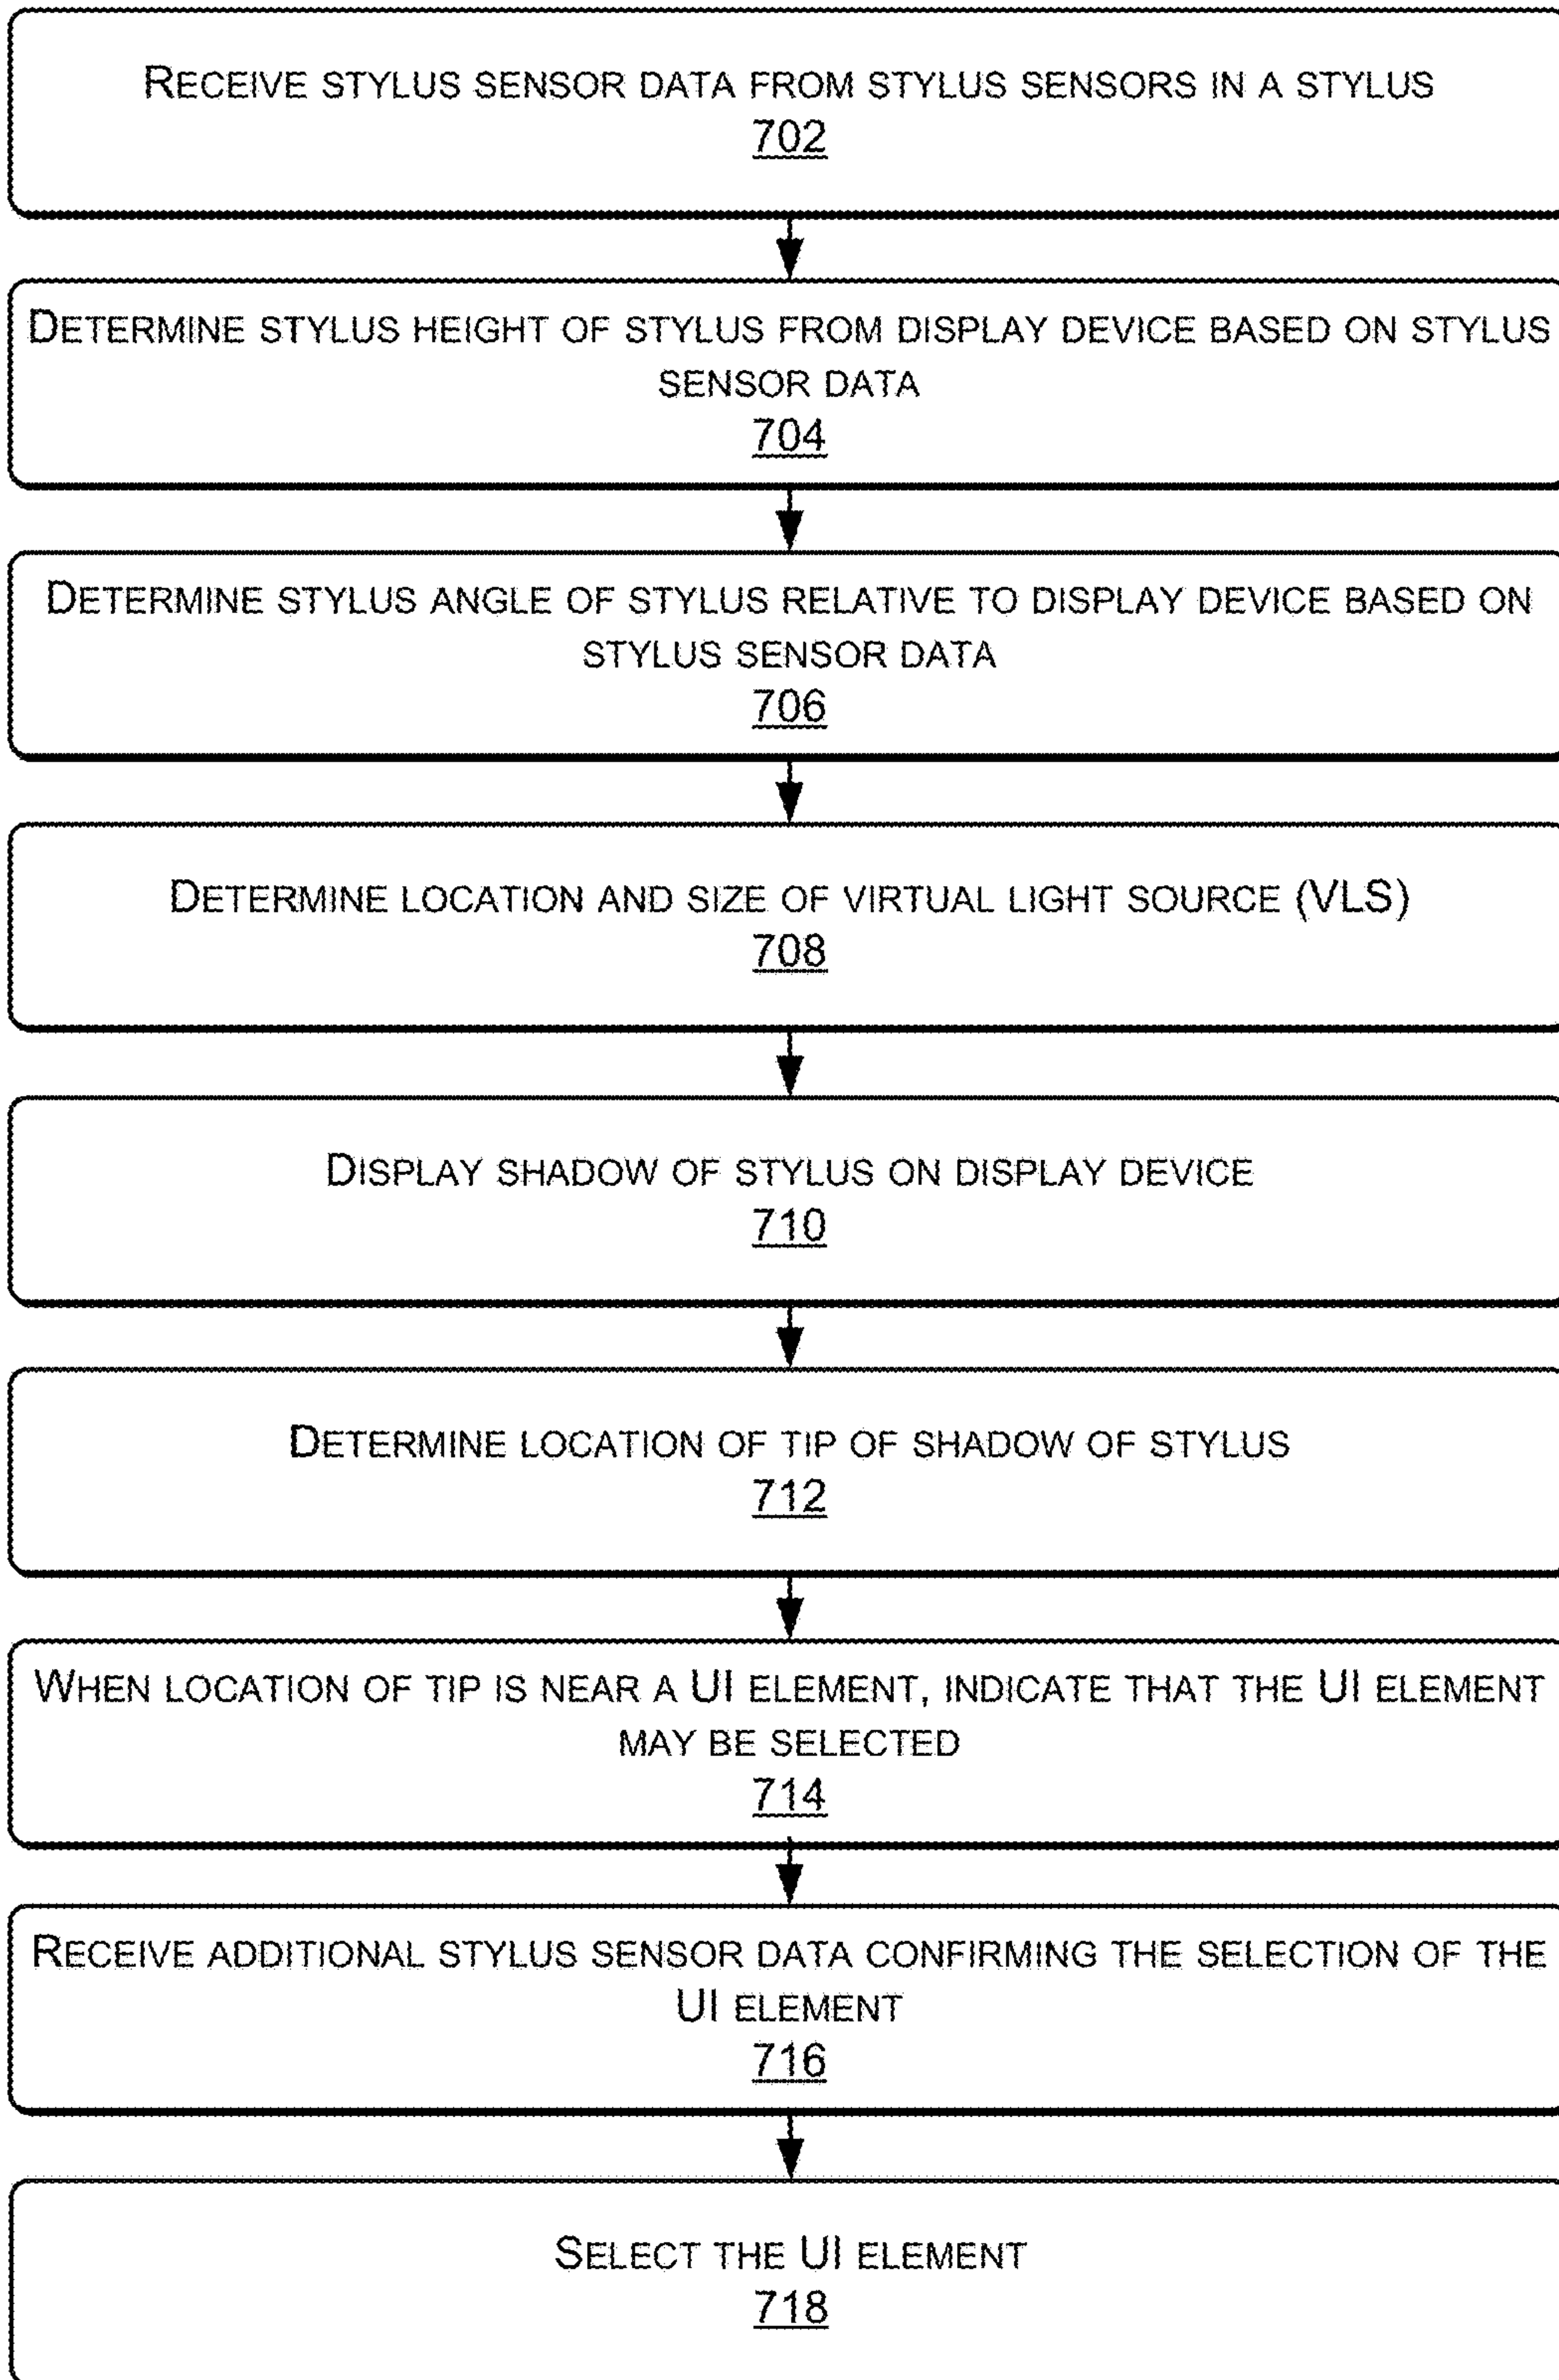 RECEIVE STYLUS SENSOR DATA FROM STYLUS SENSORS IN A STYLUS
702
DETERMINE STYLUS HEIGHT OF STYLUS FROM DISPLAY DEVICE BASED ON STYLUS
SENSOR DATA
704
DETERMINE STYLUS ANGLE OF STYLUS RELATIVE TO DISPLAY DEVICE BASED ON
STYLUS SENSOR DATA
706
DETERMINE LOCATION AND SIZE OF VIRTUAL LIGHT SOURCE (VLS)
708
DISPLAY SHADOW OF STYLUS ON DISPLAY DEVICE
710
DETERMINE LOCATION OF TIP OF SHADOW OF STYLUS
712
WHEN LOCATION OF TIP IS NEAR A UI ELEMENT, INDICATE THAT THE UI ELEMENT
MAY BE SELECTED
714
RECEIVE ADDITIONAL STYLUS SENSOR DATA CONFIRMING THE SELECTION OF THE
UI ELEMENT
716
SELECT THE UI ELEMENT
718